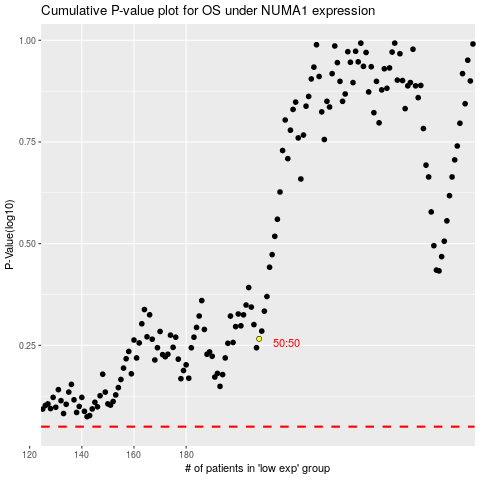 Cumulative P-value plot for OS under NUMA1 expression
1.00
0.75
0.50
0.25
P-Value(log10)
50:50
120 140 160 180
# of patients in 'low exp' group